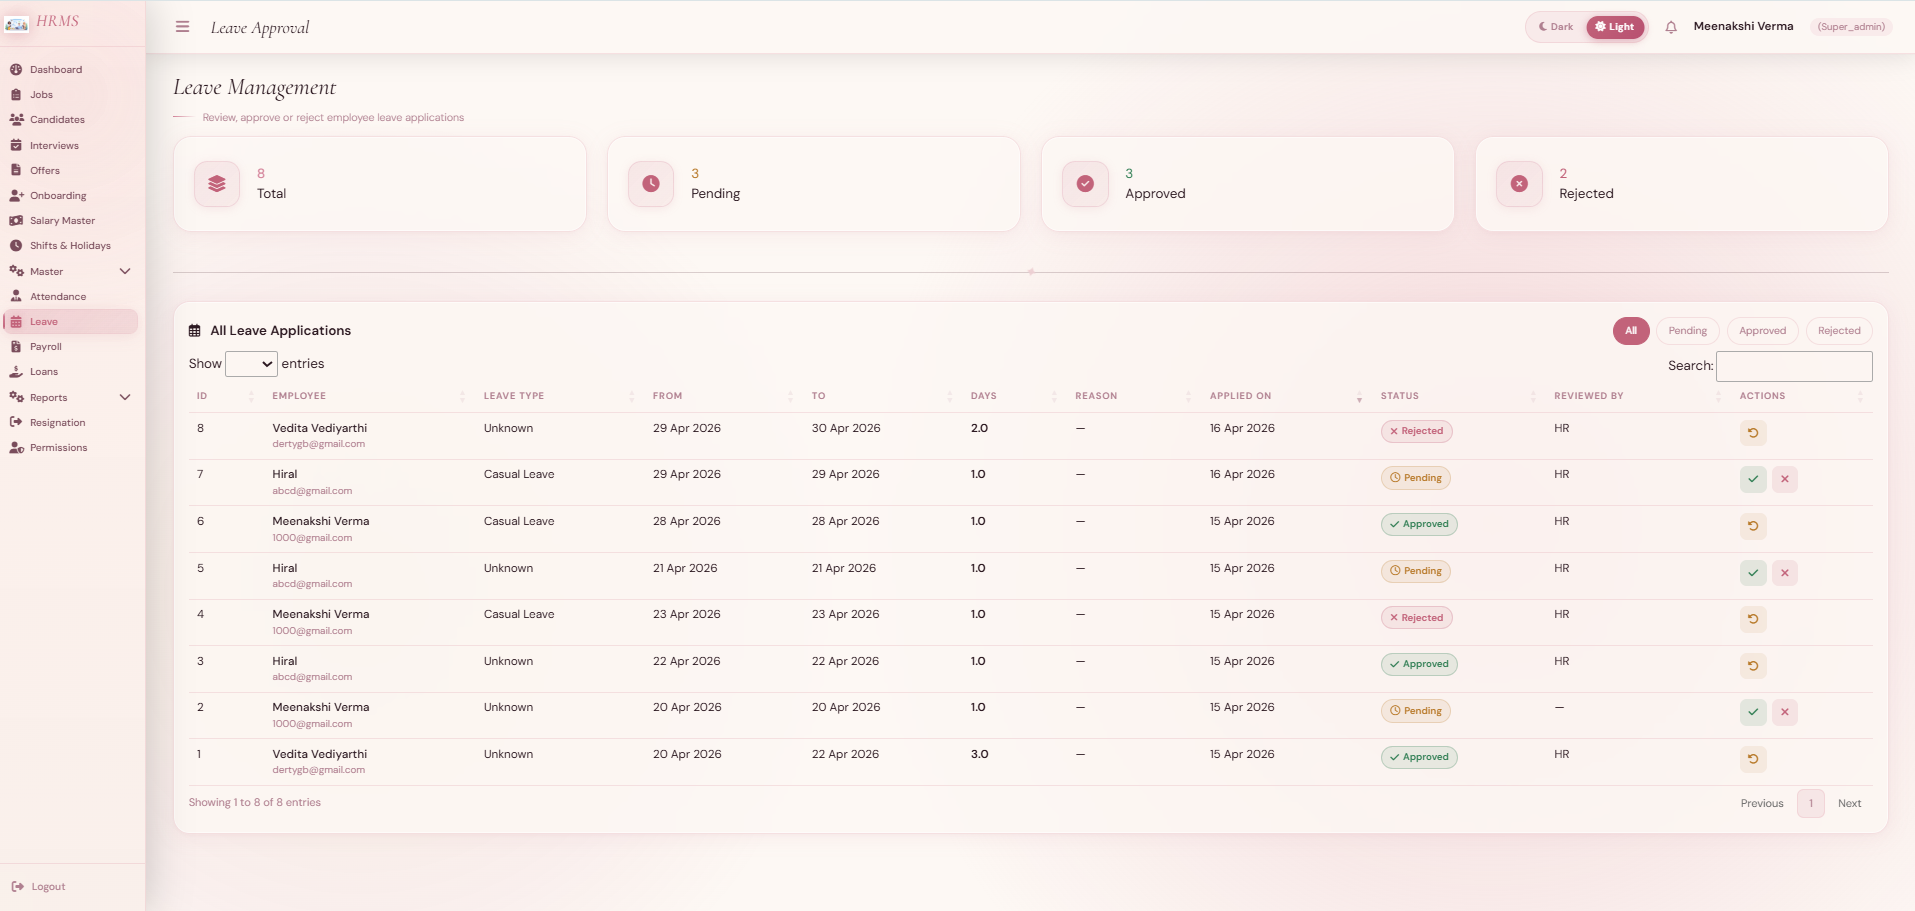 HRMS
Leave Approval
Dark
Light
Meenakshi Verma
(Super_admin)
Dashboard
Jobs
Candidates
Interviews
Offers
Onboarding
Salary Master
Shifts & Holidays
Master
Attendance
Leave
Payroll
Loans
Reports
Resignation
Permissions
Logout
Leave Management
Review, approve or reject employee leave applications
8
Total
3
Pending
3
Approved
2
Rejected
All Leave Applications
All Pending Approved Rejected
Show entries
Search:
ID EMPLOYEE LEAVE TYPE FROM TO DAYS REASON APPLIED ON STATUS REVIEWED BY ACTIONS
8 Vedita Vediyarthi Unknown 29 Apr 2026 30 Apr 2026 2.0 — 16 Apr 2026 Rejected HR
dertygb@gmail.com
7 Hiral Casual Leave 29 Apr 2026 29 Apr 2026 1.0 — 16 Apr 2026 Pending HR
abcd@gmail.com
6 Meenakshi Verma Casual Leave 28 Apr 2026 28 Apr 2026 1.0 — 15 Apr 2026 Approved HR
1000@gmail.com
5 Hiral Unknown 21 Apr 2026 21 Apr 2026 1.0 — 15 Apr 2026 Pending HR
abcd@gmail.com
4 Meenakshi Verma Casual Leave 23 Apr 2026 23 Apr 2026 1.0 — 15 Apr 2026 Rejected HR
1000@gmail.com
3 Hiral Unknown 22 Apr 2026 22 Apr 2026 1.0 — 15 Apr 2026 Approved HR
abcd@gmail.com
2 Meenakshi Verma Unknown 20 Apr 2026 20 Apr 2026 1.0 — 15 Apr 2026 Pending —
1000@gmail.com
1 Vedita Vediyarthi Unknown 20 Apr 2026 22 Apr 2026 3.0 — 15 Apr 2026 Approved HR
dertygb@gmail.com
Showing 1 to 8 of 8 entries
Previous 1 Next